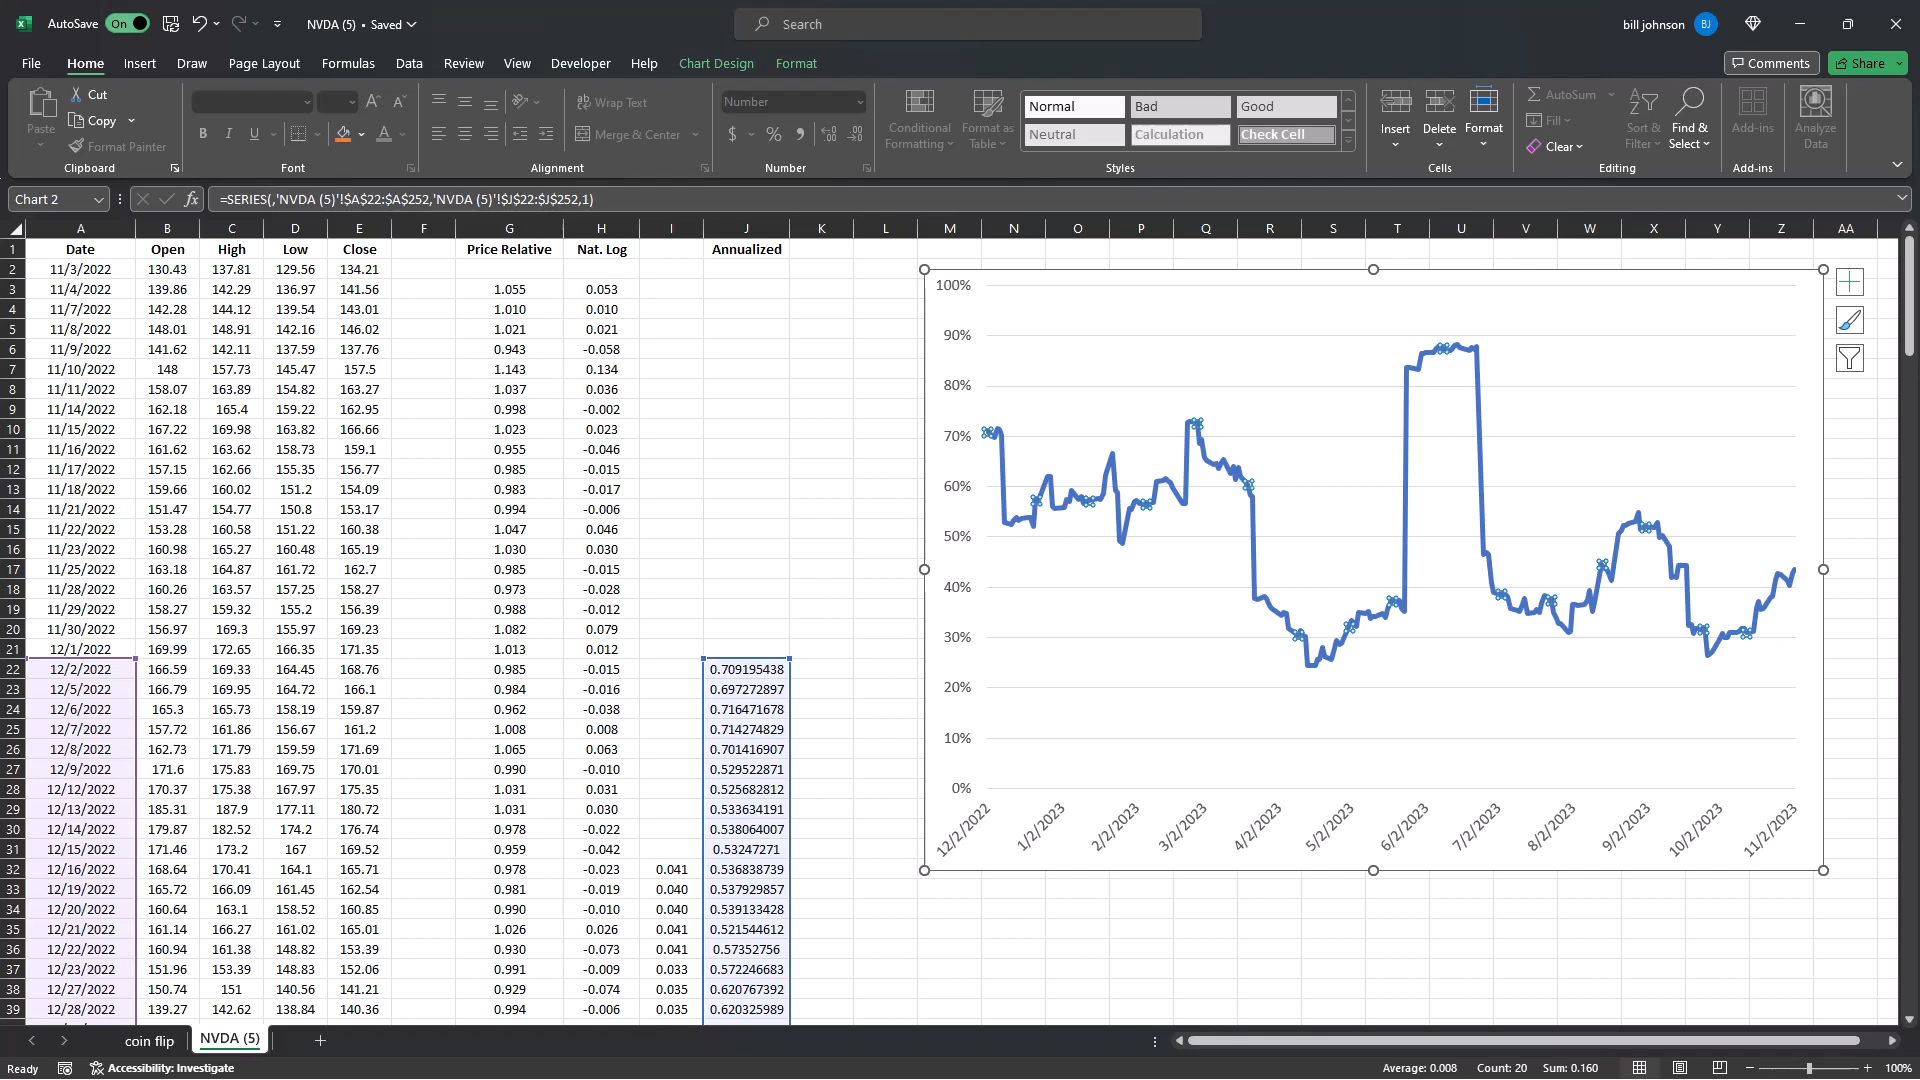 AutoSave On NVDA (5) • Saved Search bill johnson BJ
File Home Insert Draw Page Layout Formulas Data Review View Developer Help Chart Design Format Comments Share
Paste Cut Copy Format Painter Clipboard
B I U Font
Wrap Text Merge & Center Alignment
Number $ % , Number
Conditional Formatting Format as Table Normal Bad Good Neutral Calculation Check Cell Styles
Insert Delete Format Cells
AutoSum Fill Clear Sort & Filter Find & Select Editing
Add-ins Add-ins
Analyze Data
Chart 2 fx =SERIES(,'NVDA (5)'!$A$22:$A$252,'NVDA (5)'!$J$22:$J$252,1)
A B C D E F G H I J K L M N O P Q R S T U V W X Y Z AA
1 Date Open High Low Close Price Relative Nat. Log Annualized
2 11/3/2022 130.43 137.81 129.56 134.21
3 11/4/2022 139.86 142.29 136.97 141.56 1.055 0.053
4 11/7/2022 142.28 144.12 139.54 143.01 1.010 0.010
5 11/8/2022 148.01 148.91 142.16 146.02 1.021 0.021
6 11/9/2022 141.62 142.11 137.59 137.76 0.943 -0.058
7 11/10/2022 148 157.73 145.47 157.5 1.143 0.134
8 11/11/2022 158.07 163.89 154.82 163.27 1.037 0.036
9 11/14/2022 162.18 165.4 159.22 162.95 0.998 -0.002
10 11/15/2022 167.22 169.98 163.82 166.66 1.023 0.023
11 11/16/2022 161.62 163.62 158.73 159.1 0.955 -0.046
12 11/17/2022 157.15 162.66 155.35 156.77 0.985 -0.015
13 11/18/2022 159.66 160.02 151.2 154.09 0.983 -0.017
14 11/21/2022 151.47 154.77 150.8 153.17 0.994 -0.006
15 11/22/2022 153.28 160.58 151.22 160.38 1.047 0.046
16 11/23/2022 160.98 165.27 160.48 165.19 1.030 0.030
17 11/25/2022 163.18 164.87 161.72 162.7 0.985 -0.015
18 11/28/2022 160.26 163.57 157.25 158.27 0.973 -0.028
19 11/29/2022 158.27 159.32 155.2 156.39 0.988 -0.012
20 11/30/2022 156.97 169.3 155.97 169.23 1.082 0.079
21 12/1/2022 169.99 172.65 166.35 171.35 1.013 0.012
22 12/2/2022 166.59 169.33 164.45 168.76 0.985 -0.015 0.709195438
23 12/5/2022 166.79 169.95 164.72 166.1 0.984 -0.016 0.697272897
24 12/6/2022 165.3 165.73 158.19 159.87 0.962 -0.038 0.716471678
25 12/7/2022 157.72 161.86 156.67 161.2 1.008 0.008 0.714274829
26 12/8/2022 162.73 171.79 159.59 171.69 1.065 0.063 0.701416907
27 12/9/2022 171.6 175.83 169.75 170.01 0.990 -0.010 0.529522871
28 12/12/2022 170.37 175.38 167.97 175.35 1.031 0.031 0.525682812
29 12/13/2022 185.31 187.9 177.11 180.72 1.031 0.030 0.533634191
30 12/14/2022 179.87 182.52 174.2 176.74 0.978 -0.022 0.538064007
31 12/15/2022 171.46 173.2 167 169.52 0.959 -0.042 0.53247271
32 12/16/2022 168.64 170.41 164.1 165.71 0.978 -0.023 0.041 0.536838739
33 12/19/2022 165.72 166.09 161.45 162.54 0.981 -0.019 0.040 0.537929857
34 12/20/2022 160.64 163.1 158.52 160.85 0.990 -0.010 0.040 0.539133428
35 12/21/2022 161.14 166.27 161.02 165.01 1.026 0.026 0.041 0.521544612
36 12/22/2022 160.94 161.38 148.82 153.39 0.930 -0.073 0.041 0.57352756
37 12/23/2022 151.96 153.39 148.83 152.06 0.991 -0.009 0.033 0.572246683
38 12/27/2022 150.74 151 140.56 141.21 0.929 -0.074 0.035 0.620767392
39 12/28/2022 139.27 142.62 138.84 140.36 0.994 -0.006 0.035 0.620325989
100%
90%
80%
70%
60%
50%
40%
30%
20%
10%
0%
12/2/2022 1/2/2023 2/2/2023 3/2/2023 4/2/2023 5/2/2023 6/2/2023 7/2/2023 8/2/2023 9/2/2023 10/2/2023 11/2/2023
coin flip NVDA (5)
Ready Accessibility: Investigate Average: 0.008 Count: 20 Sum: 0.160 100%